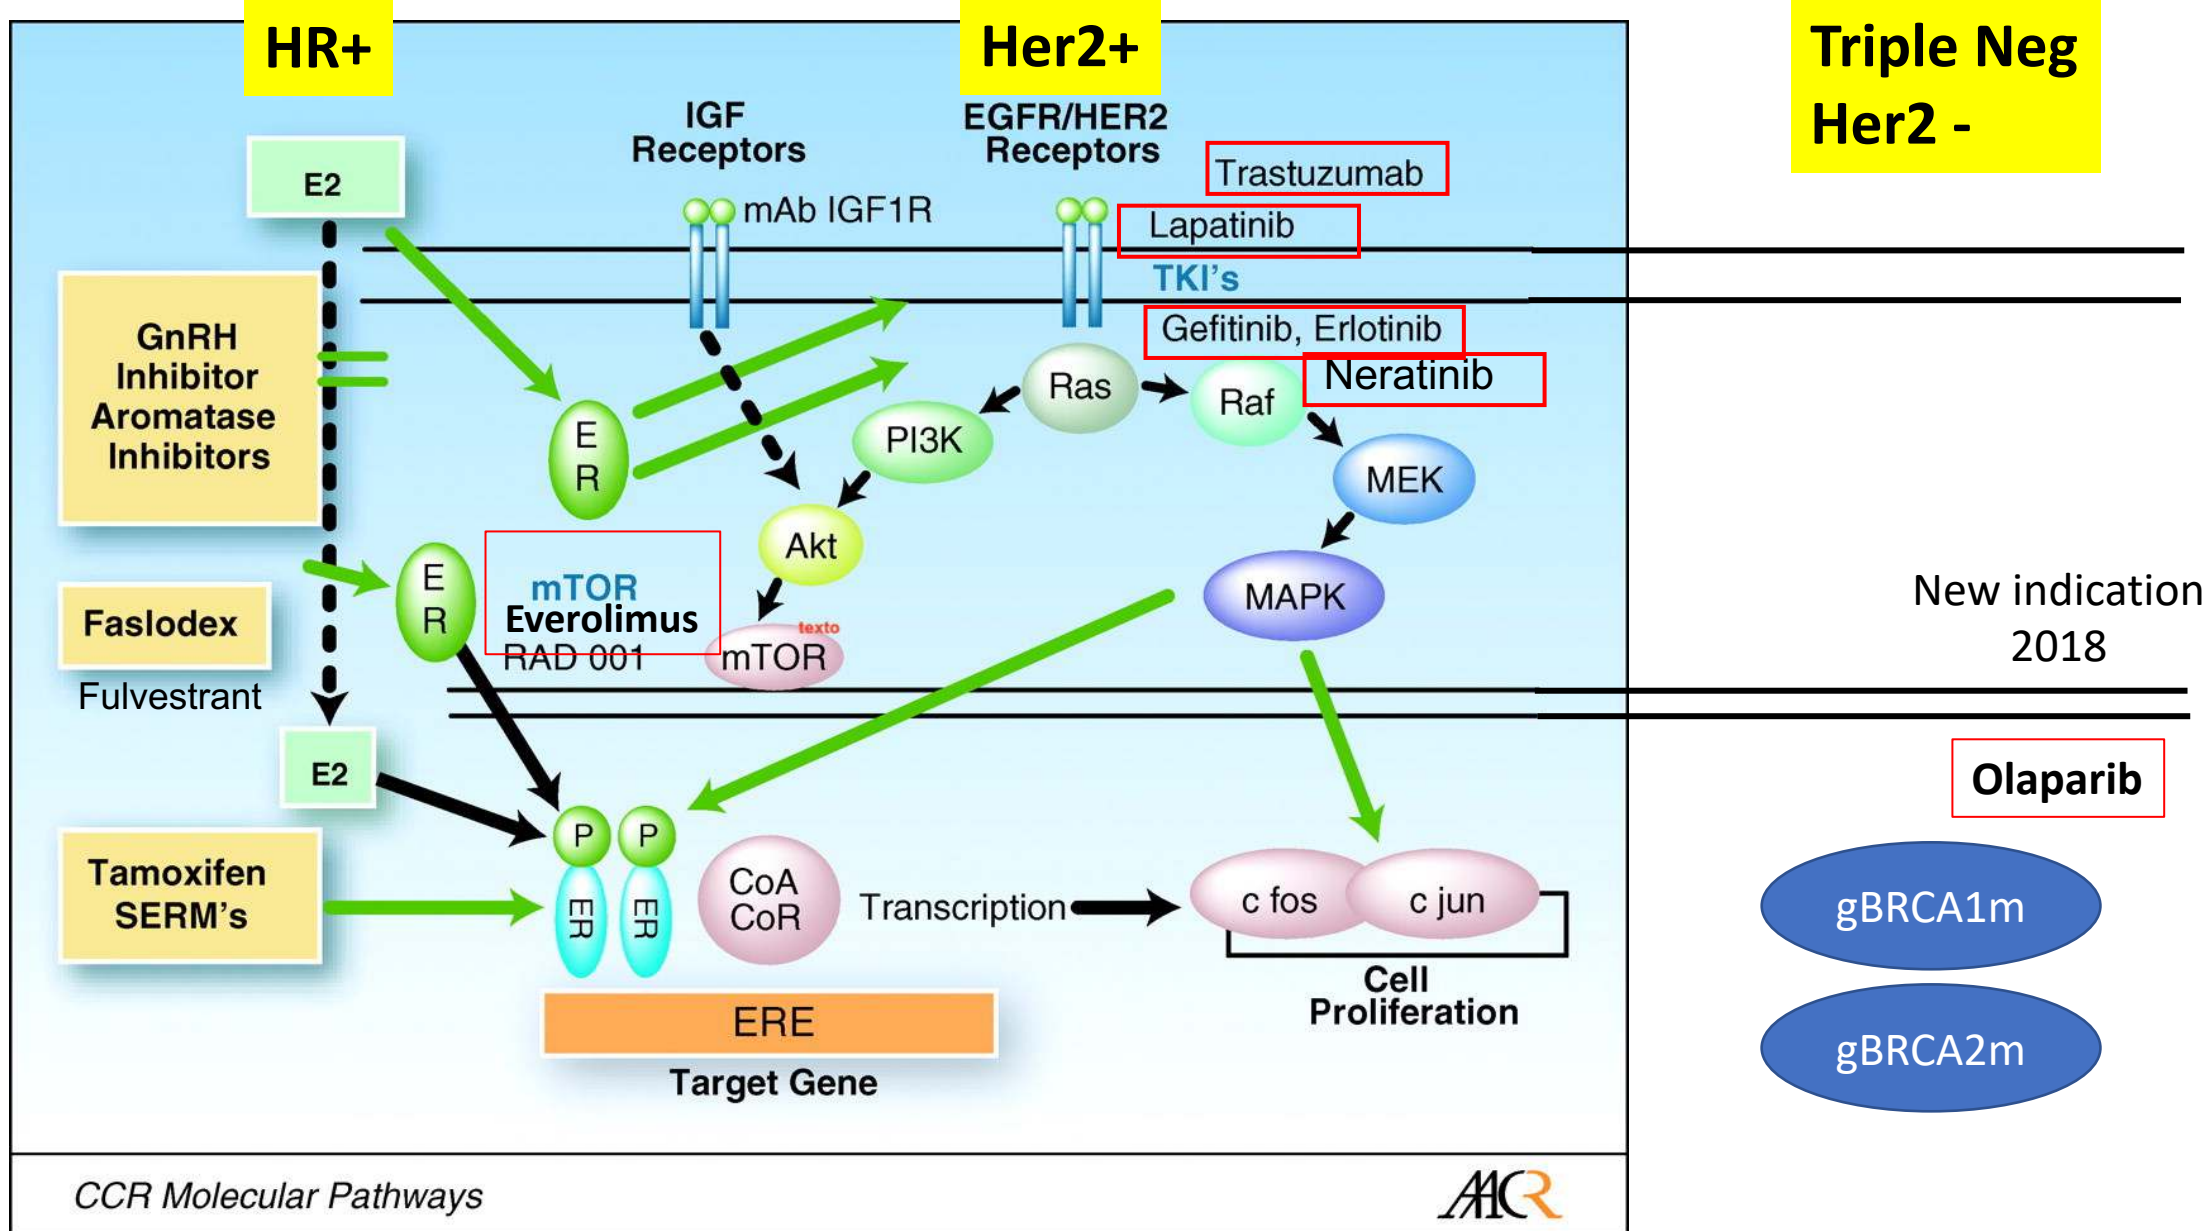 HR+
Her2+
Triple Neg
Her2 -
IGF
Receptors
EGFR/HER2
Receptors
E2
mAb IGF1R
Trastuzumab
Lapatinib
TKI's
Gefitinib, Erlotinib
Neratinib
GnRH
Inhibitor
Aromatase
Inhibitors
E
R
Ras
Raf
PI3K
MEK
Akt
MAPK
E
R
mTOR
Everolimus
RAD 001
texto
mTOR
Faslodex
Fulvestrant
New indication
2018
E2
Olaparib
P
P
ER
ER
Tamoxifen
SERM's
CoA
CoR
Transcription
c fos
c jun
Cell
Proliferation
gBRCA1m
gBRCA2m
ERE
Target Gene
CCR Molecular Pathways
AACR